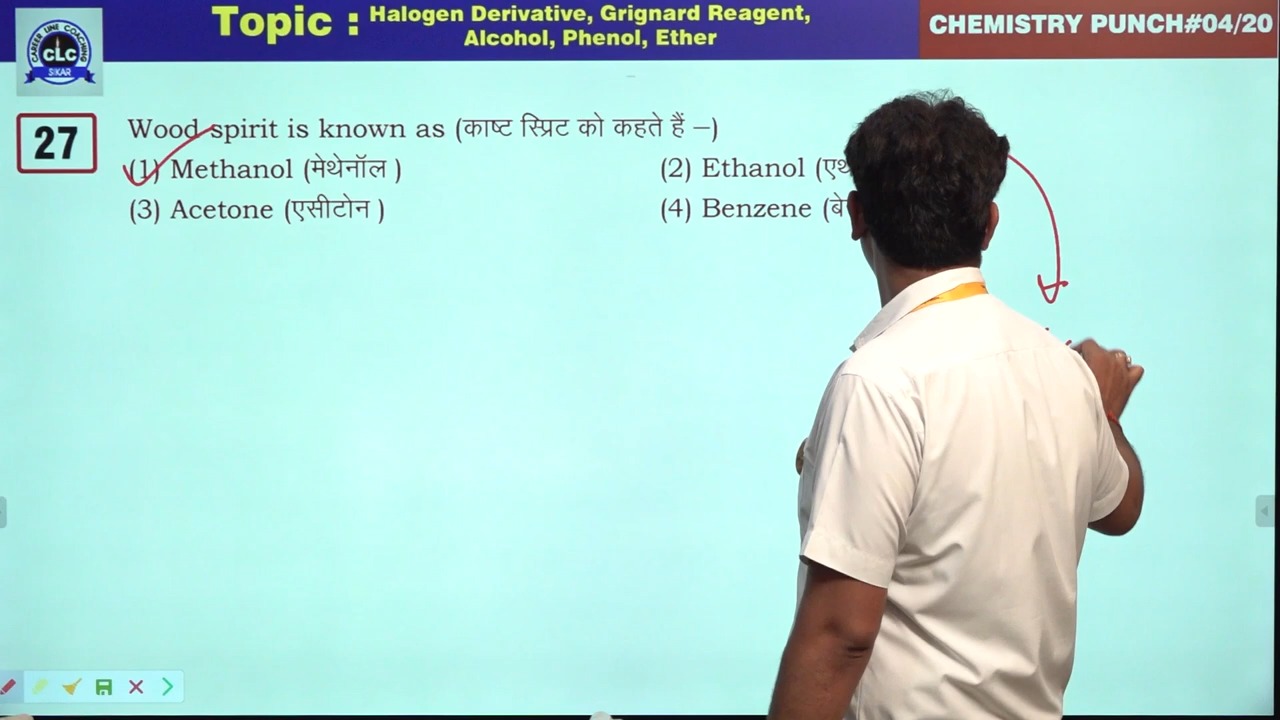 Topic : Halogen Derivative, Grignard Reagent,
Alcohol, Phenol, Ether
CHEMISTRY PUNCH#04/20
CAREER LINE COACHING
CLC
SIKAR
27
Wood spirit is known as (काष्ट स्प्रिट को कहते हैं –)
(1) Methanol (मेथेनॉल )
(2) Ethanol
(3) Acetone (एसीटोन )
(4) Benzene